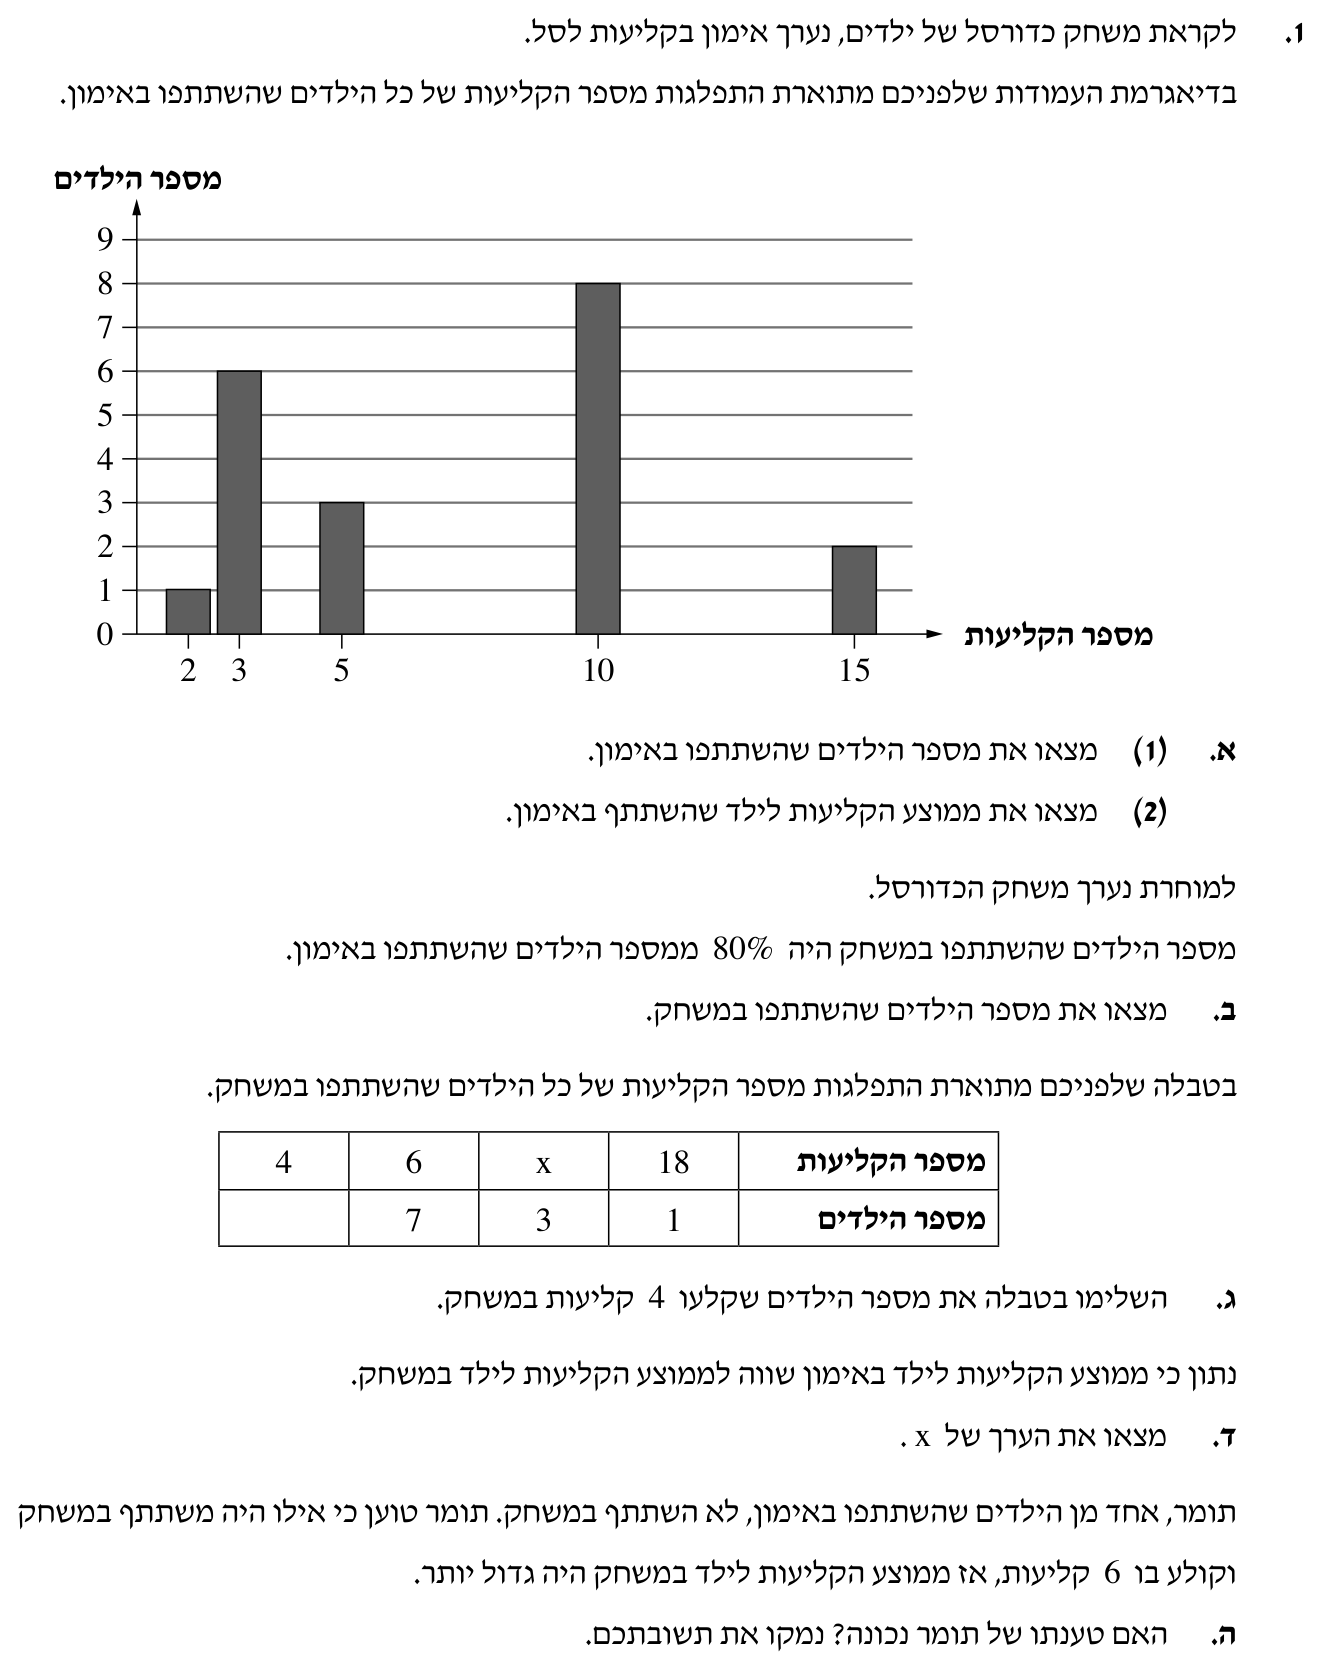 1. לקראת משחק כדורסל של ילדים, נערך אימון בקליעות לסל.
בדיאגרמת העמודות שלפניכם מתוארת התפלגות מספר הקליעות של כל הילדים שהשתתפו באימון.
מספר הילדים
9
8
7
6
5
4
3
2
1
0
מספר הקליעות
2 3 5 10 15
א. (1) מצאו את מספר הילדים שהשתתפו באימון.
(2) מצאו את ממוצע הקליעות לילד שהשתתף באימון.
למוחרת נערך משחק הכדורסל.
מספר הילדים שהשתתפו במשחק היה 80% ממספר הילדים שהשתתפו באימון.
ב. מצאו את מספר הילדים שהשתתפו במשחק.
בטבלה שלפניכם מתוארת התפלגות מספר הקליעות של כל הילדים שהשתתפו במשחק.
מספר הקליעות 18 x 6 4
מספר הילדים 1 3 7
ג. השלימו בטבלה את מספר הילדים שקלעו 4 קליעות במשחק.
נתון כי ממוצע הקליעות לילד באימון שווה לממוצע הקליעות לילד במשחק.
ד. מצאו את הערך של x .
תומר, אחד מן הילדים שהשתתפו באימון, לא השתתף במשחק. תומר טוען כי אילו היה משתתף במשחק
וקולע בו 6 קליעות, אז ממוצע הקליעות לילד במשחק היה גדול יותר.
ה. האם טענתו של תומר נכונה? נמקו את תשובתכם.